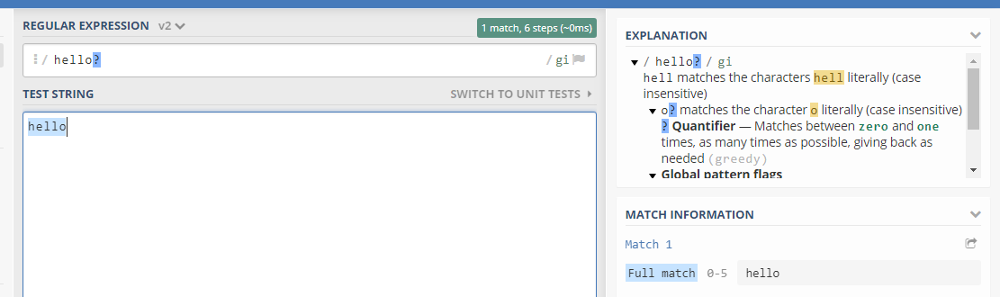 REGULAR EXPRESSION v2
1 match, 6 steps (~0ms)
/ hello? / gi
TEST STRING
SWITCH TO UNIT TESTS
hello
EXPLANATION
/ hello? / gi
hell matches the characters hell literally (case
insensitive)
o? matches the character o literally (case insensitive)
? Quantifier — Matches between zero and one
times, as many times as possible, giving back as
needed (greedy)
Global pattern flags
MATCH INFORMATION
Match 1
Full match 0-5 hello